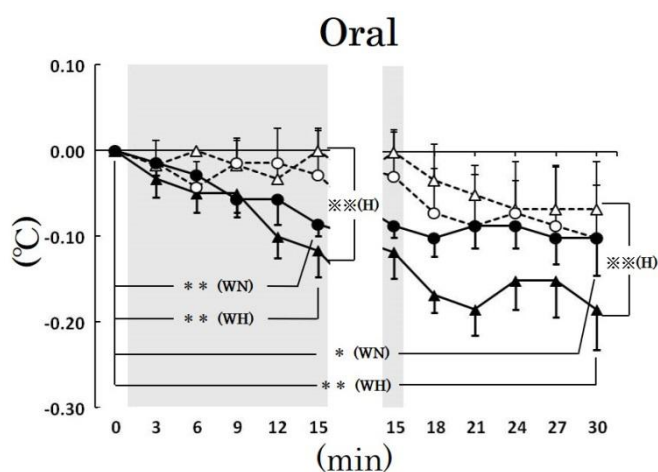 Oral
0.10
0.00
-0.10
-0.20
-0.30
(℃)
※※(H)
※※(H)
** (WN)
** (WH)
* (WN)
** (WH)
0 3 6 9 12 15 15 18 21 24 27 30
(min)